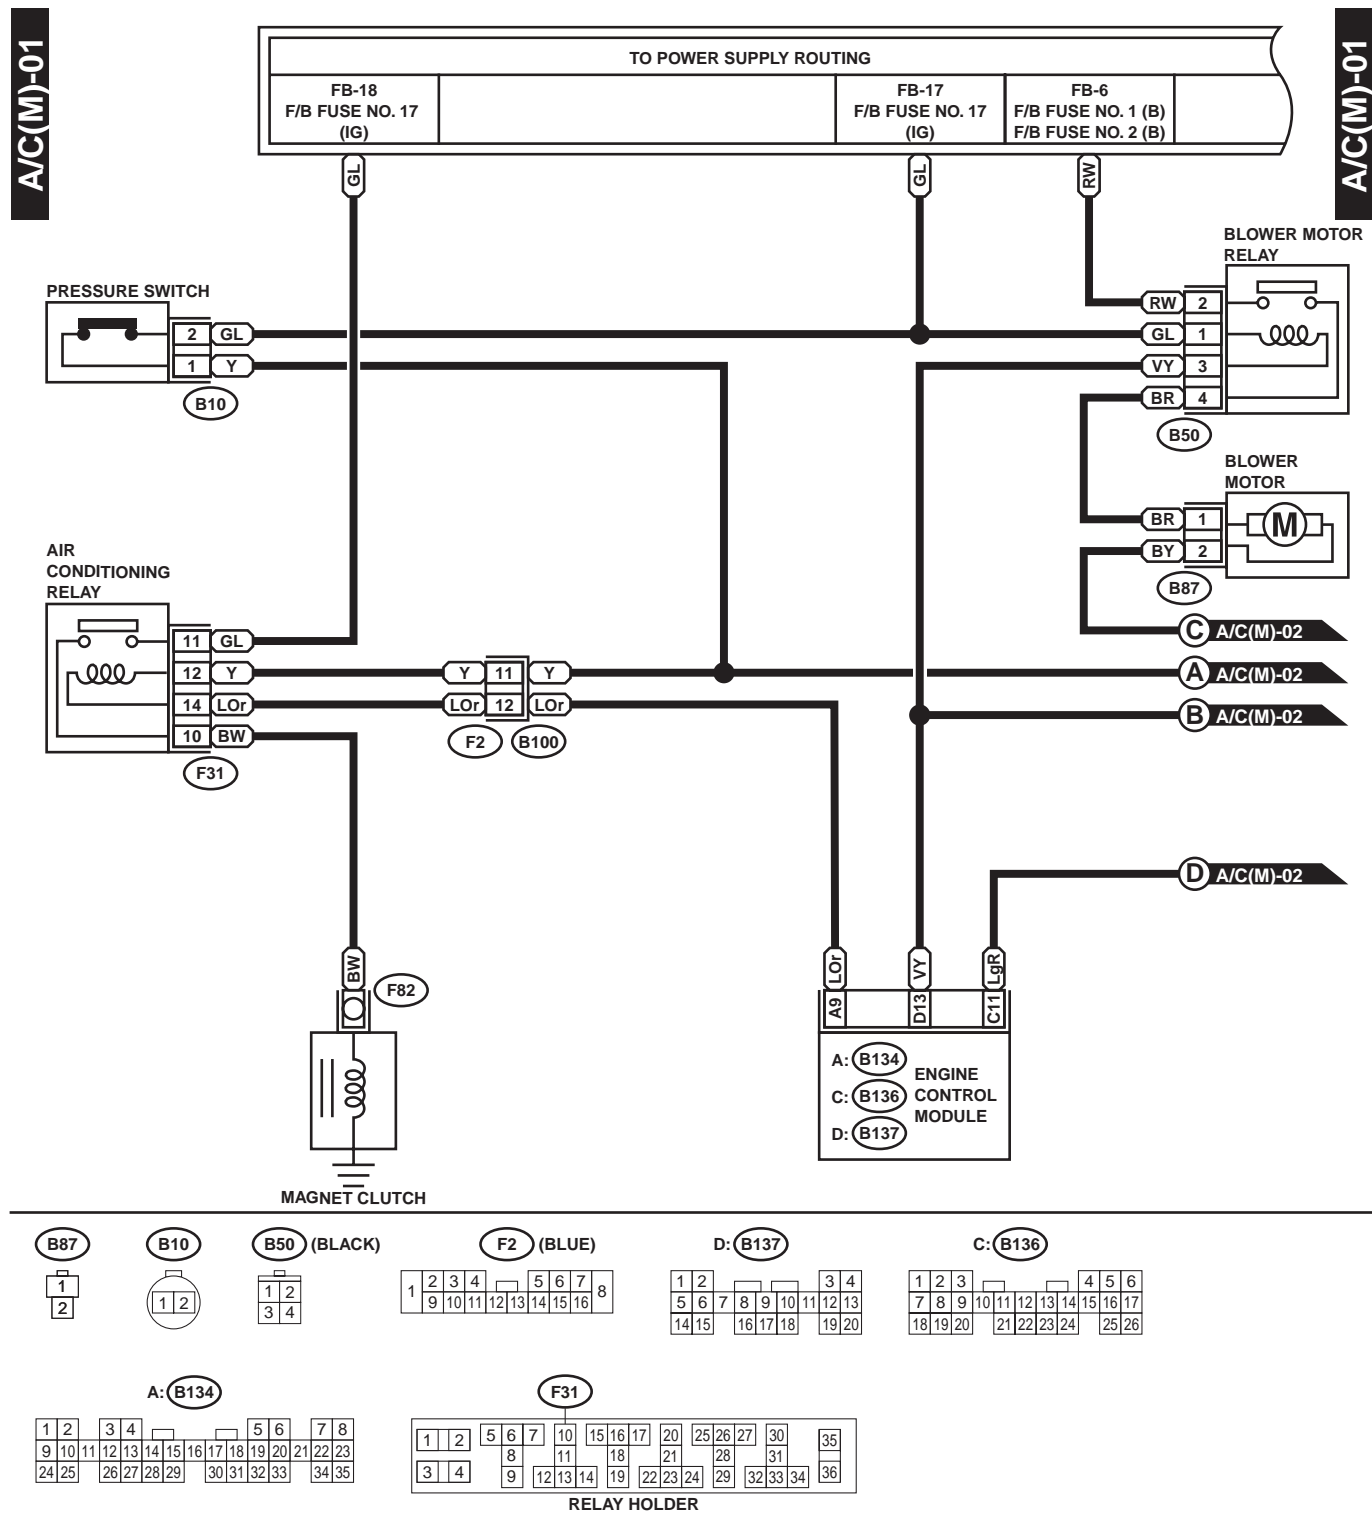 A/C(M)-01
A/C(M)-01
TO POWER SUPPLY ROUTING
FB-18
F/B FUSE NO. 17
(IG)
FB-17
F/B FUSE NO. 17
(IG)
FB-6
F/B FUSE NO. 1 (B)
F/B FUSE NO. 2 (B)
GL
GL
RW
BLOWER MOTOR
RELAY
RW 2
GL 1
VY 3
BR 4
B50
PRESSURE SWITCH
2 GL
1 Y
B10
BLOWER
MOTOR
BR 1
BY 2
M
B87
AIR
CONDITIONING
RELAY
11 GL
12 Y
14 LOr
10 BW
F31
Y 11 Y
LOr 12 LOr
F2 B100
C A/C(M)-02
A A/C(M)-02
B A/C(M)-02
D A/C(M)-02
BW
F82
MAGNET CLUTCH
LOr VY LgR
A9 D13 C11
A: B134
C: B136
D: B137
ENGINE
CONTROL
MODULE
B87
1
2
B10
1 2
B50 (BLACK)
1 2
3 4
F2 (BLUE)
1 2 3 4 5 6 7 8
9 10 11 12 13 14 15 16
D: B137
1 2 3 4
5 6 7 8 9 10 11 12 13
14 15 16 17 18 19 20
C: B136
1 2 3 4 5 6
7 8 9 10 11 12 13 14 15 16 17
18 19 20 21 22 23 24 25 26
A: B134
1 2 3 4 5 6 7 8
9 10 11 12 13 14 15 16 17 18 19 20 21 22 23
24 25 26 27 28 29 30 31 32 33 34 35
F31
1 2 5 6 7 10 15 16 17 20 25 26 27 30 35
8 11 18 21 28 31
3 4 9 12 13 14 19 22 23 24 29 32 33 34 36
RELAY HOLDER